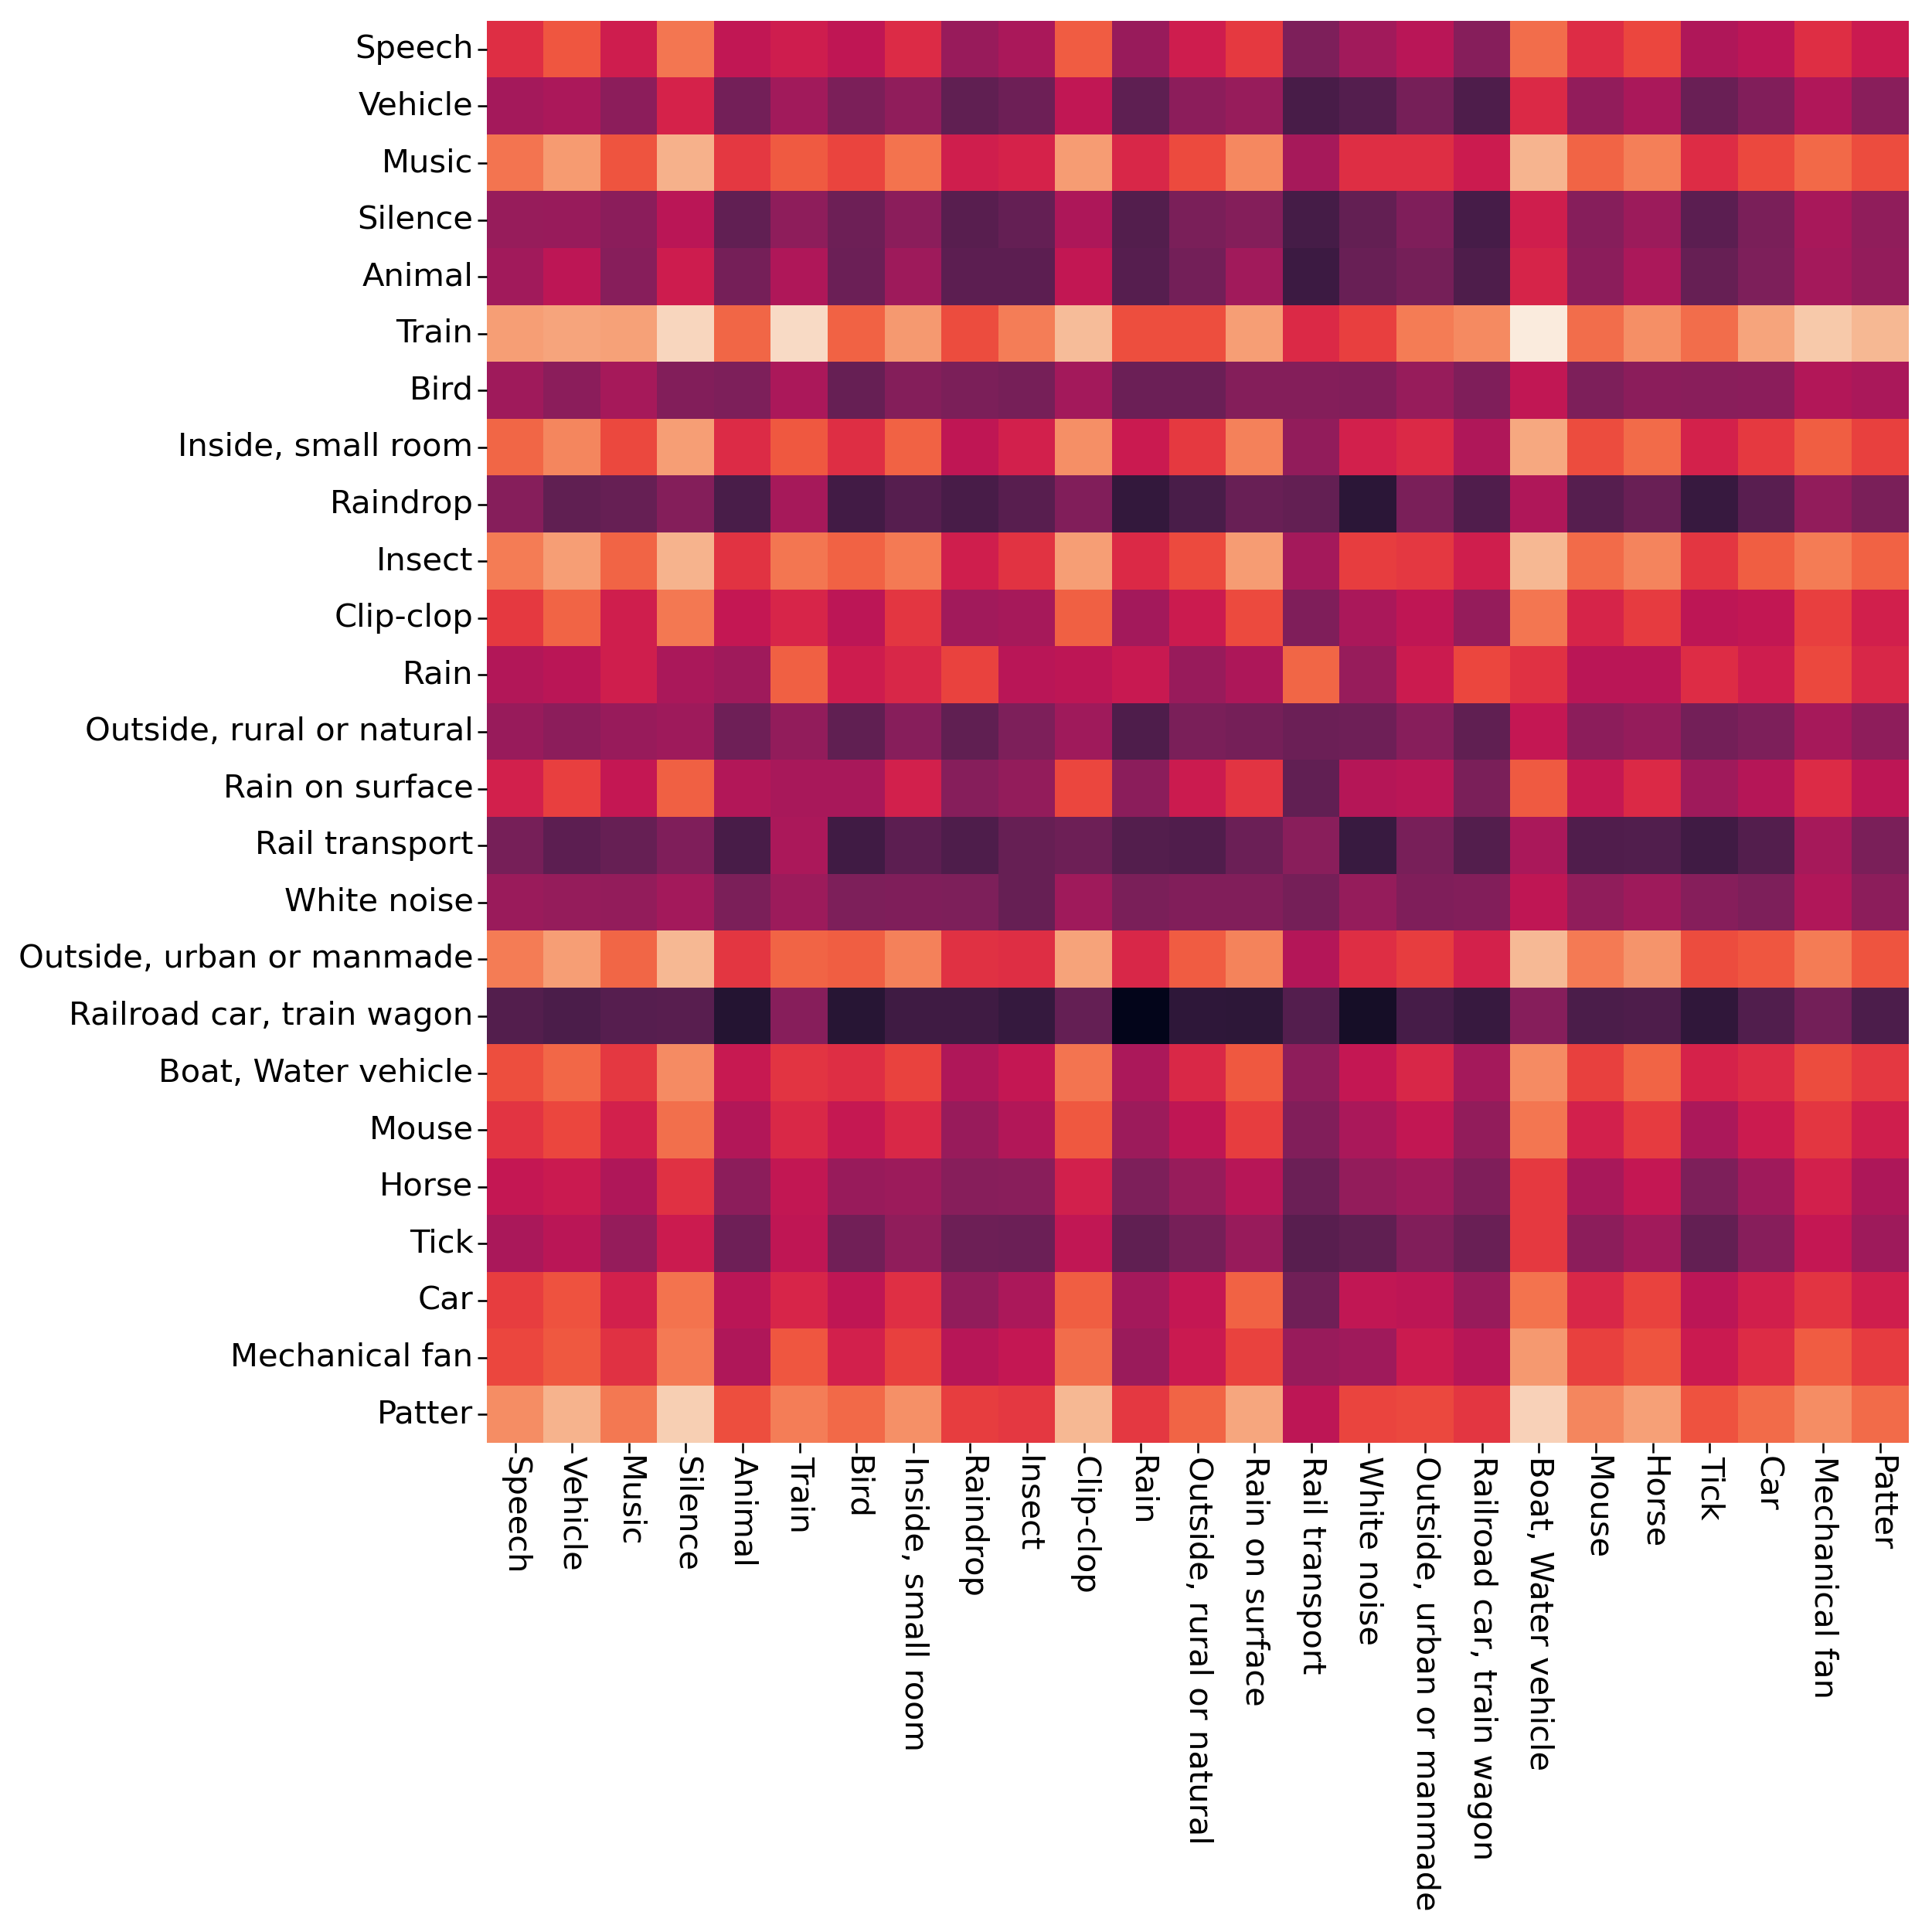 Speech
Vehicle
Music
Silence
Animal
Train
Bird
Inside, small room
Raindrop
Insect
Clip-clop
Rain
Outside, rural or natural
Rain on surface
Rail transport
White noise
Outside, urban or manmade
Railroad car, train wagon
Boat, Water vehicle
Mouse
Horse
Tick
Car
Mechanical fan
Patter
Speech
Vehicle
Music
Silence
Animal
Train
Bird
Inside, small room
Raindrop
Insect
Clip-clop
Rain
Outside, rural or natural
Rain on surface
Rail transport
White noise
Outside, urban or manmade
Railroad car, train wagon
Boat, Water vehicle
Mouse
Horse
Tick
Car
Mechanical fan
Patter